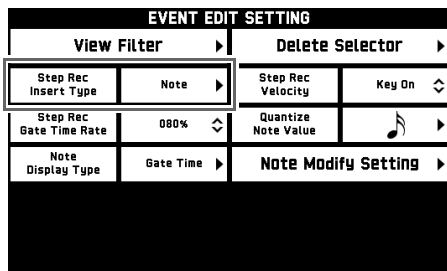 EVENT EDIT SETTING
View Filter
Delete Selector
Step Rec
Insert Type
Note
Step Rec
Velocity
Key On
Step Rec
Gate Time Rate
080%
Quantize
Note Value
Note
Display Type
Gate Time
Note Modify Setting